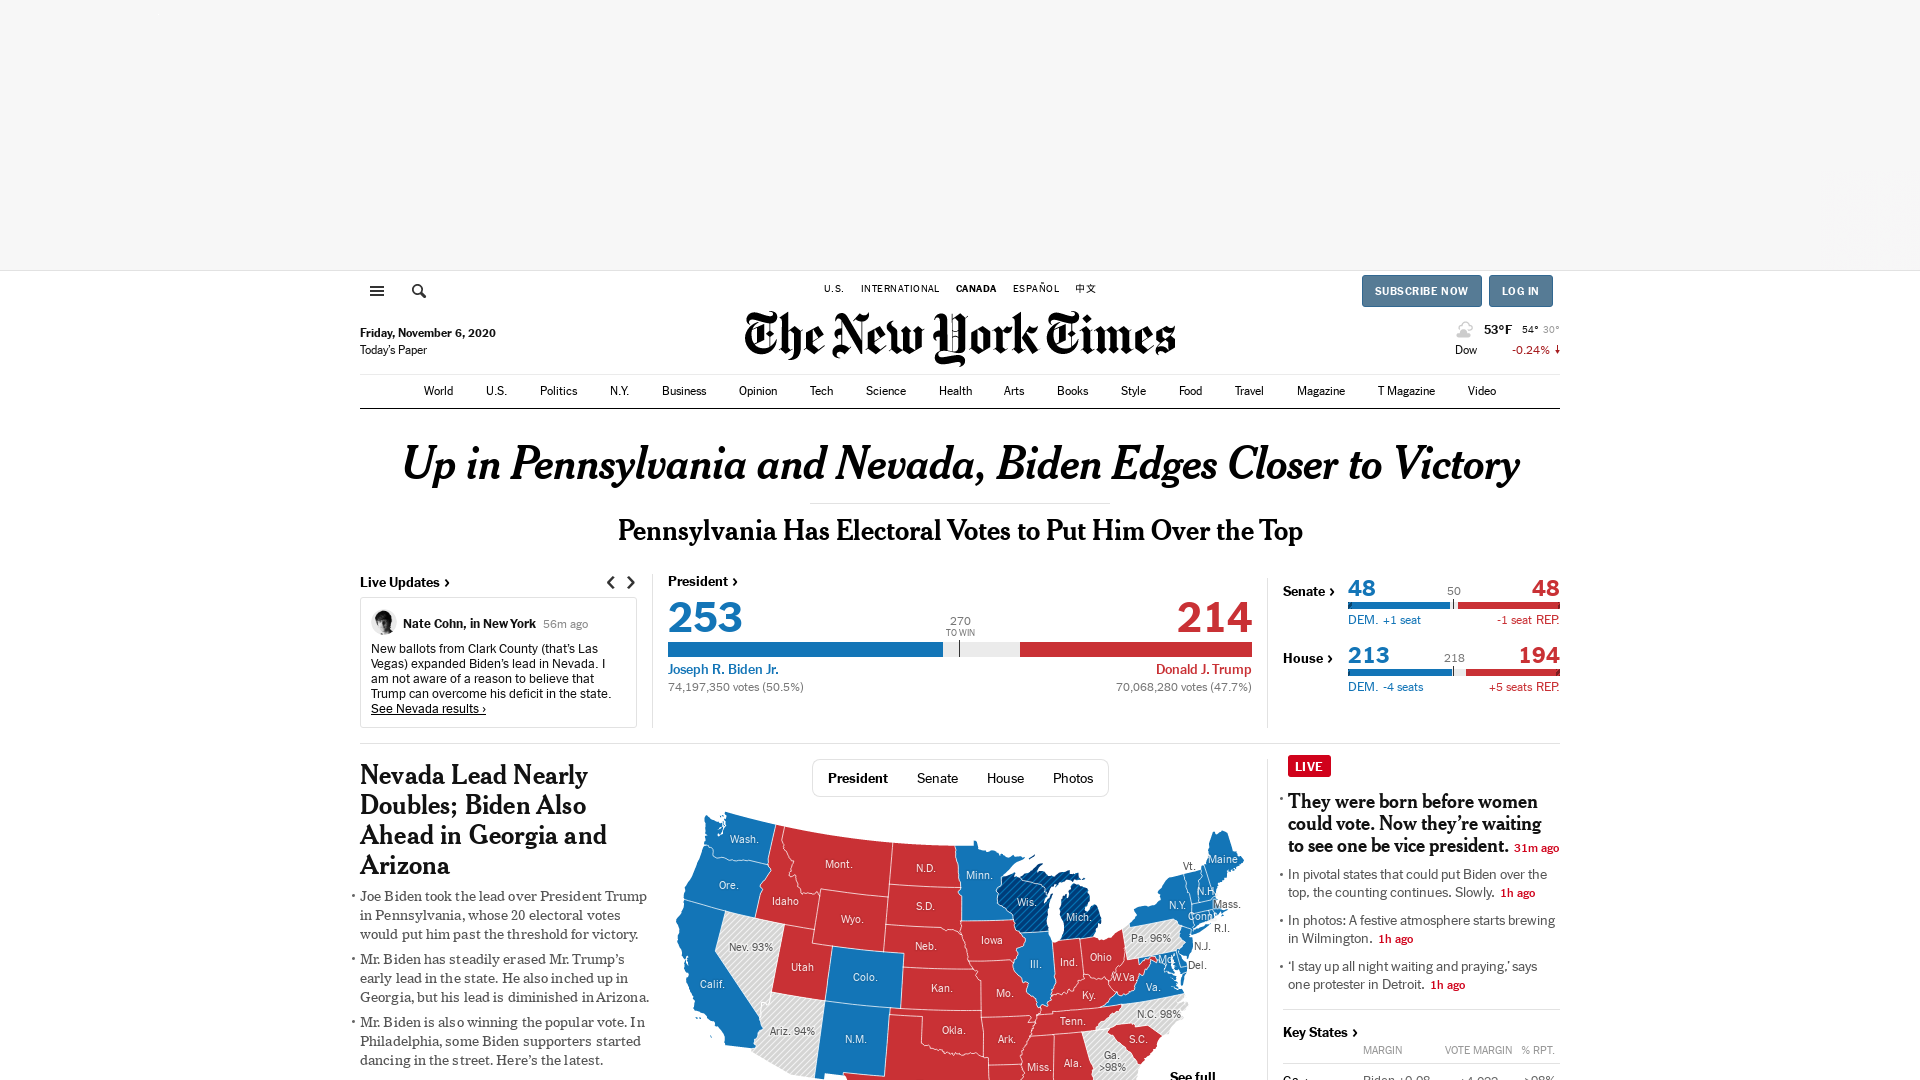 U.S. INTERNATIONAL CANADA ESPAÑOL 中文
SUBSCRIBE NOW LOG IN
Friday, November 6, 2020
Today's Paper
The New York Times
53°F 54° 30°
Dow -0.24% ↓
World U.S. Politics N.Y. Business Opinion Tech Science Health Arts Books Style Food Travel Magazine T Magazine Video
Up in Pennsylvania and Nevada, Biden Edges Closer to Victory
Pennsylvania Has Electoral Votes to Put Him Over the Top
Live Updates ›
Nate Cohn, in New York 56m ago
New ballots from Clark County (that's Las
Vegas) expanded Biden's lead in Nevada. I
am not aware of a reason to believe that
Trump can overcome his deficit in the state.
See Nevada results ›
President ›
253 214
270
TO WIN
Joseph R. Biden Jr. Donald J. Trump
74,197,350 votes (50.5%) 70,068,280 votes (47.7%)
Senate › 48 50 48
DEM. +1 seat -1 seat REP.
House › 213 218 194
DEM. -4 seats +5 seats REP.
Nevada Lead Nearly
Doubles; Biden Also
Ahead in Georgia and
Arizona
• Joe Biden took the lead over President Trump
in Pennsylvania, whose 20 electoral votes
would put him past the threshold for victory.
• Mr. Biden has steadily erased Mr. Trump's
early lead in the state. He also inched up in
Georgia, but his lead is diminished in Arizona.
• Mr. Biden is also winning the popular vote. In
Philadelphia, some Biden supporters started
dancing in the street. Here's the latest.
President Senate House Photos
Wash.
Mont.
N.D.
Minn.
Vt.
Maine
Ore.
Idaho
Wyo.
S.D.
Wis.
Mich.
N.Y.
N.H.
Mass.
Conn.
R.I.
Nev. 93%
Neb.
Iowa
Pa. 96%
N.J.
Utah
Colo.
Ill.
Ind.
Ohio
Md.
Del.
Calif.
Kan.
Mo.
W.Va.
Va.
Ky.
N.C. 98%
Ariz. 94%
N.M.
Okla.
Ark.
Tenn.
S.C.
Miss.
Ala.
Ga.
>98%
See full
LIVE
• They were born before women
could vote. Now they're waiting
to see one be vice president. 31m ago
• In pivotal states that could put Biden over the
top, the counting continues. Slowly. 1h ago
• In photos: A festive atmosphere starts brewing
in Wilmington. 1h ago
• 'I stay up all night waiting and praying,' says
one protester in Detroit. 1h ago
Key States ›
MARGIN VOTE MARGIN % RPT.